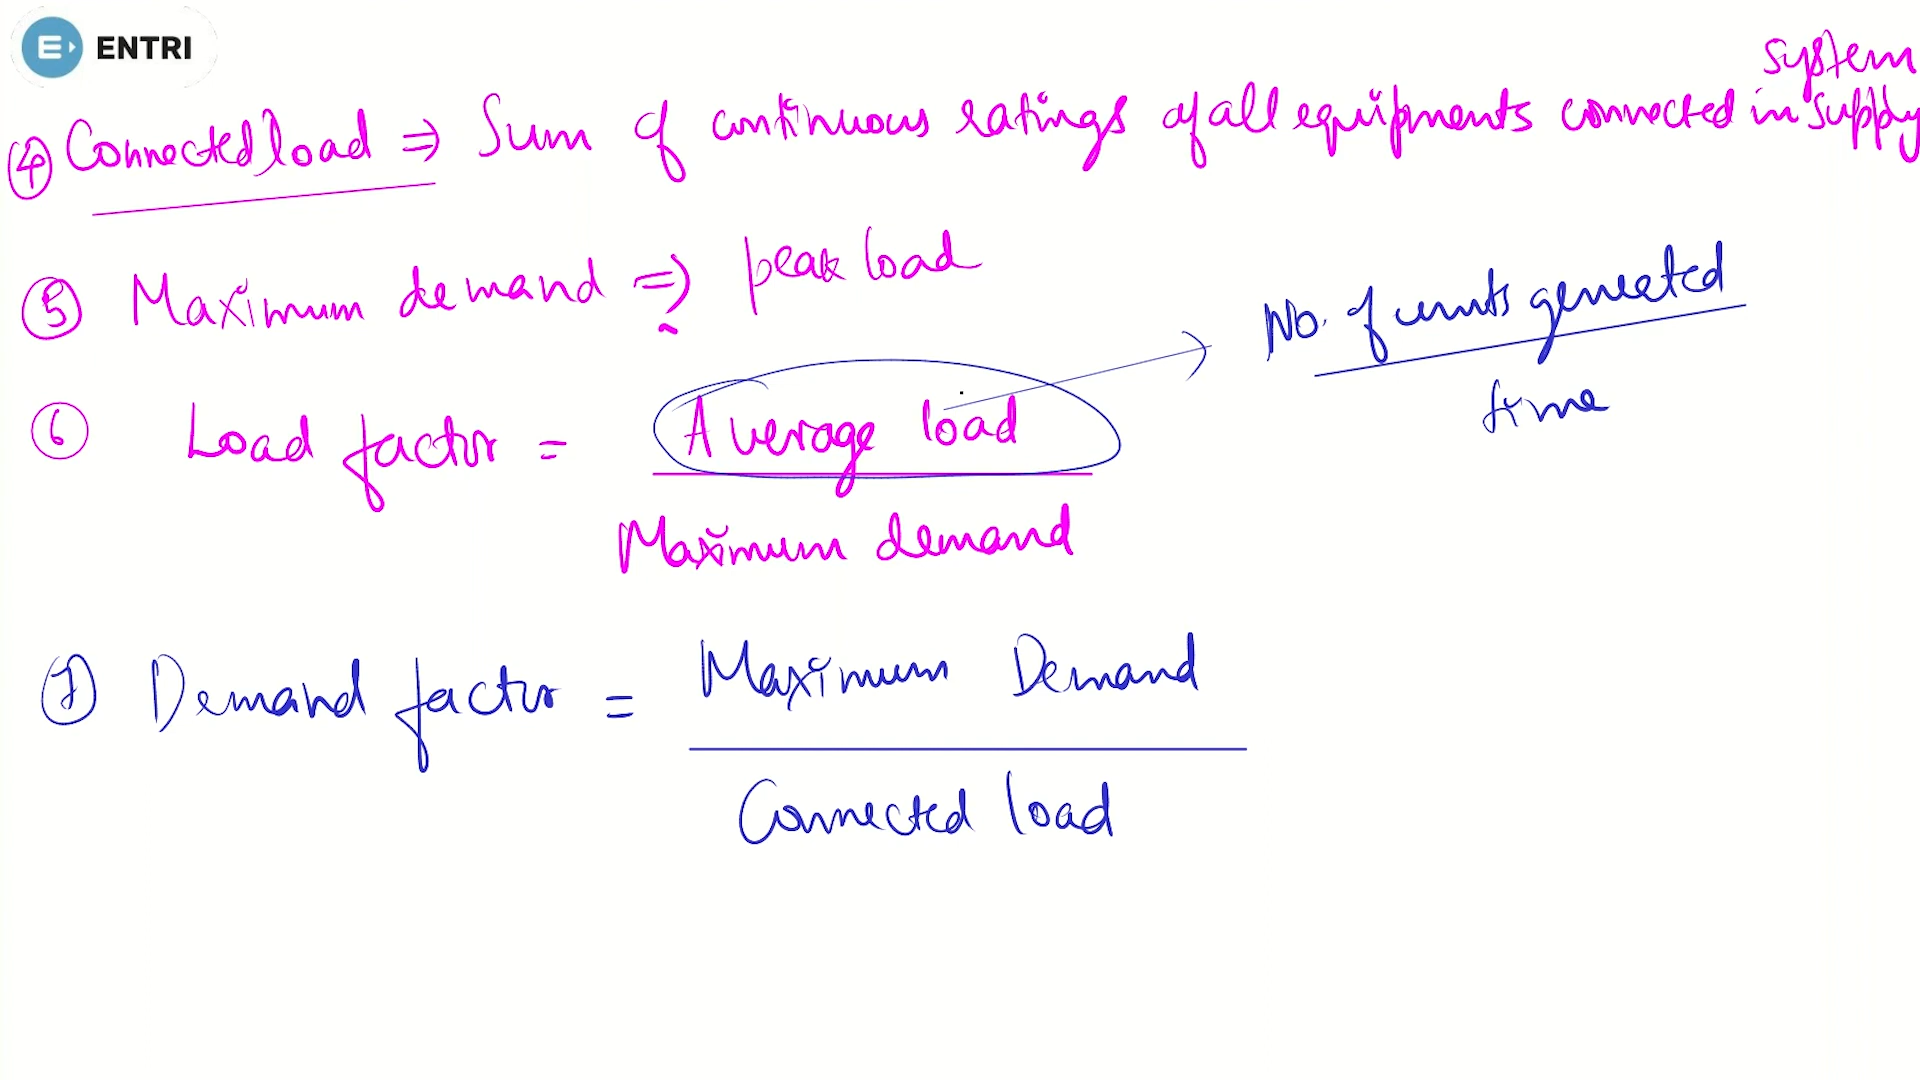 ENTRI
system
④ Connected load ⇒ Sum of continuous ratings of all equipments connected in supply
⑤ Maximum demand ⇒ peak load
No. of units generated
time
⑥ Load factor = Average load
Maximum demand
⑦ Demand factor = Maximum Demand
Connected load